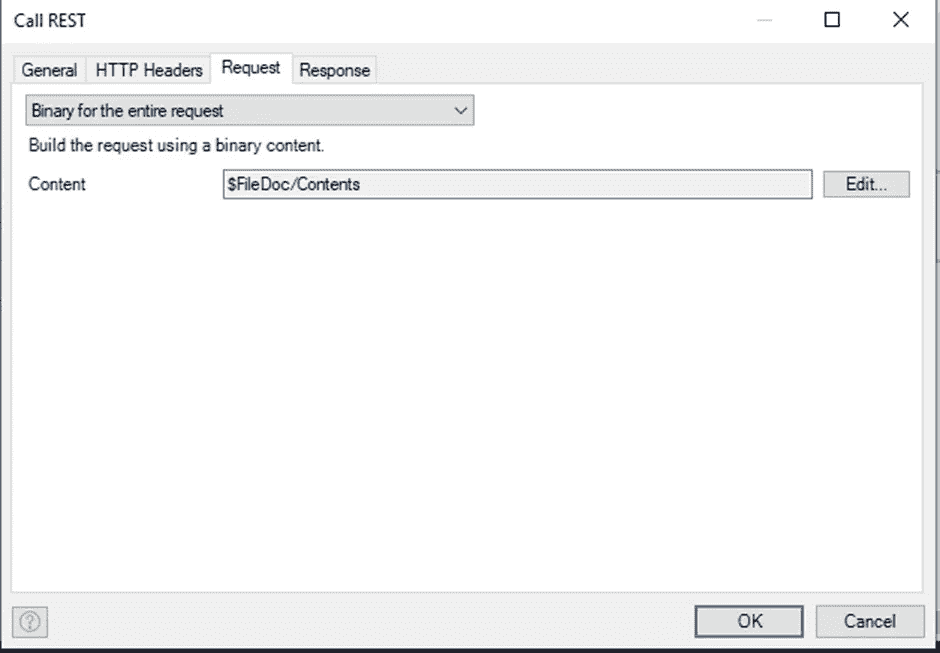 Call REST
General HTTP Headers Request Response
Binary for the entire request
Build the request using a binary content.
Content $FileDoc/Contents Edit...
? OK Cancel